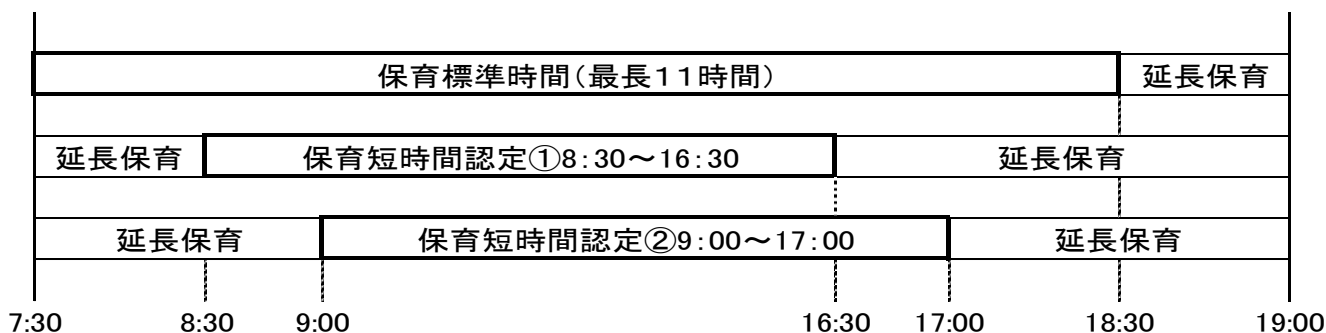 保育標準時間(最長11時間) 延長保育
延長保育 保育短時間認定①8:30~16:30 延長保育
延長保育 保育短時間認定②9:00~17:00 延長保育
7:30 8:30 9:00 16:30 17:00 18:30 19:00